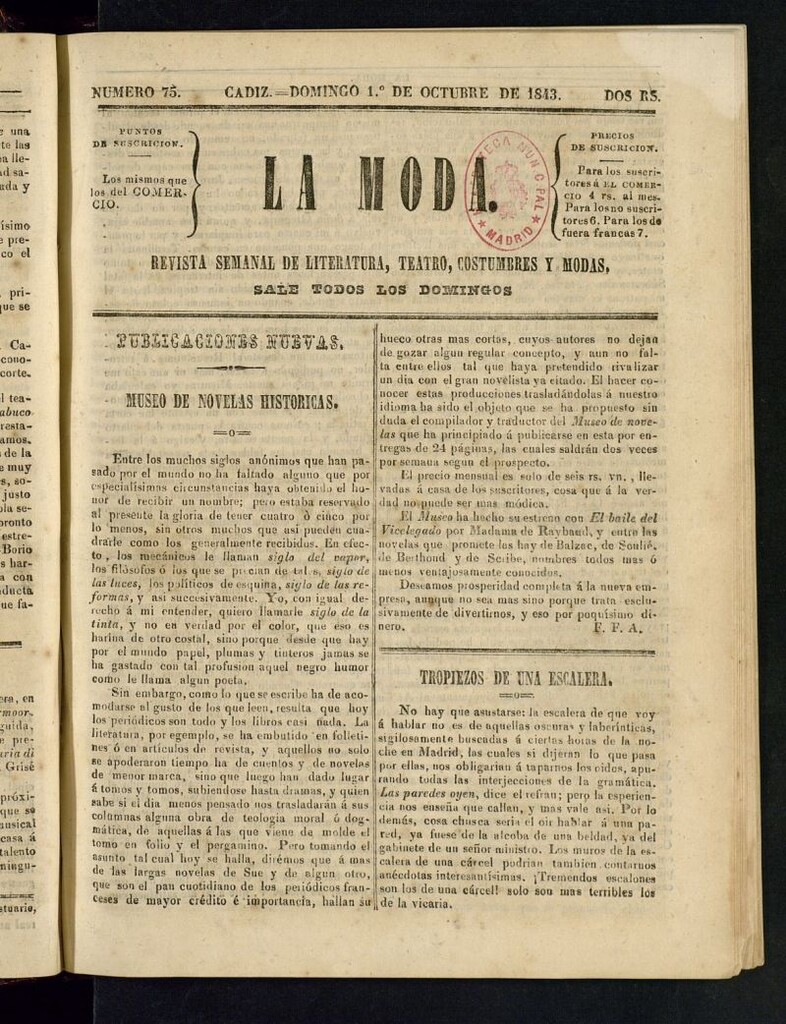 NUMERO 75. CADIZ.=DOMINGO 1.º DE OCTUBRE DE 1843. DOS RS.
PUNTOS
DE SUSCRICION.
Los mismos que
los del COMER-
CIO.
LA MODA.
BIBLIOTECA MUNICIPAL
MADRID
PRECIOS
DE SUSCRICION.
Para los suscri-
tores á EL COMER-
CIO 4 rs. al mes.
Para los no suscri-
tores 6. Para los de
fuera francas 7.
REVISTA SEMANAL DE LITERATURA, TEATRO, COSTUMBRES Y MODAS,
SALE TODOS LOS DOMINGOS
PUBLICACIONES NUEVAS.
MUSEO DE NOVELAS HISTORICAS.
Entre los muchos siglos anónimos que han pa-
sado por el mundo no ha faltado alguno que por
especialísimas circunstancias haya obtenido el ho-
nor de recibir un nombre; pero estaba reservado
al presente la gloria de tener cuatro ó cinco por
lo menos, sin otros muchos que asi pueden cua-
drarle como los generalmente recibidos. En efec-
to, los mecánicos le llaman siglo del vapor,
los filósofos ó los que se precian de tales, siglo de
las luces, los políticos de esquina, siglo de las re-
formas, y asi succesivamente. Yo, con igual de-
recho á mi entender, quiero llamarle siglo de la
tinta, y no en verdad por el color, que eso es
harina de otro costal, sino porque desde que hay
por el mundo papel, plumas y tinteros jamas se
ha gastado con tal profusion aquel negro humor
como le llama algun poeta.
Sin embargo, como lo que se escribe ha de aco-
modarse al gusto de los que leen, resulta que hoy
los periódicos son todo y los libros casi nada. La
literatura, por egemplo, se ha embutido en folleti-
nes ó en artículos de revista, y aquellos no solo
se apoderaron tiempo ha de cuentos y de novelas
de menor marca, sino que luego han dado lugar
á tomos y tomos, subiendose hasta dramas, y quien
sabe si el dia menos pensado nos trasladarán á sus
columnas alguna obra de teologia moral ó dog-
mática, de aquellas á las que viene de molde el
tomo en folio y el pergamino. Pero tomando el
asunto tal cual hoy se halla, dirémos que á mas
de las largas novelas de Sue y de algun otro,
que son el pan cuotidiano de los periódicos fran-
ceses de mayor crédito é importancia, hallan su
hueco otras mas cortas, cuyos autores no dejan
de gozar algun regular concepto, y aun no fal-
ta entre ellos tal que haya pretendido rivalizar
un dia con el gran novelista ya citado. El hacer co-
nocer estas producciones trasladándolas á nuestro
idioma ha sido el objeto que se ha propuesto sin
duda el compilador y traductor del Museo de nove-
las que ha principiado á publicarse en esta por en-
tregas de 24 páginas, las cuales saldrán dos veces
por semana segun el prospecto.
El precio mensual es solo de seis rs. vn., lle-
vadas á casa de los suscritores, cosa que á la ver-
dad no puede ser mas módica.
El Museo ha hecho su estreno con El baile del
Vicelegado por Madama de Raybaud, y entre las
novelas que promete las hay de Balzac, de Soulié,
de Berthoud y de Scribe, nombres todos mas ó
menos ventajosamente conocidos.
Deseamos prosperidad completa á la nueva em-
presa, aunque no sea mas sino porque trata esclu-
sivamente de divertirnos, y eso por poquísimo di-
nero. F. F. A.
TROPIEZOS DE UNA ESCALERA.
No hay que asustarse: la escalera de que voy
á hablar no es de aquellas oscuras y laberínticas,
sigilosamente buscadas á ciertas horas de la no-
che en Madrid, las cuales si dijeran lo que pasa
por ellas, nos obligarian á taparnos los oidos, apu-
rando todas las interjecciones de la gramática.
Las paredes oyen, dice el refran; pero la esperien-
cia nos enseña que callan, y mas vale asi. Por lo
demás, cosa chusca seria el oir hablar á una pa-
red, ya fuese de la alcoba de una beldad, ya del
gabinete de un señor ministro. Los muros de la es-
calera de una cárcel podrian tambien contarnos
anécdotas interesantísimas. ¡Tremendos escalones
son los de una cárcel! solo son mas terribles los
de la vicaria.